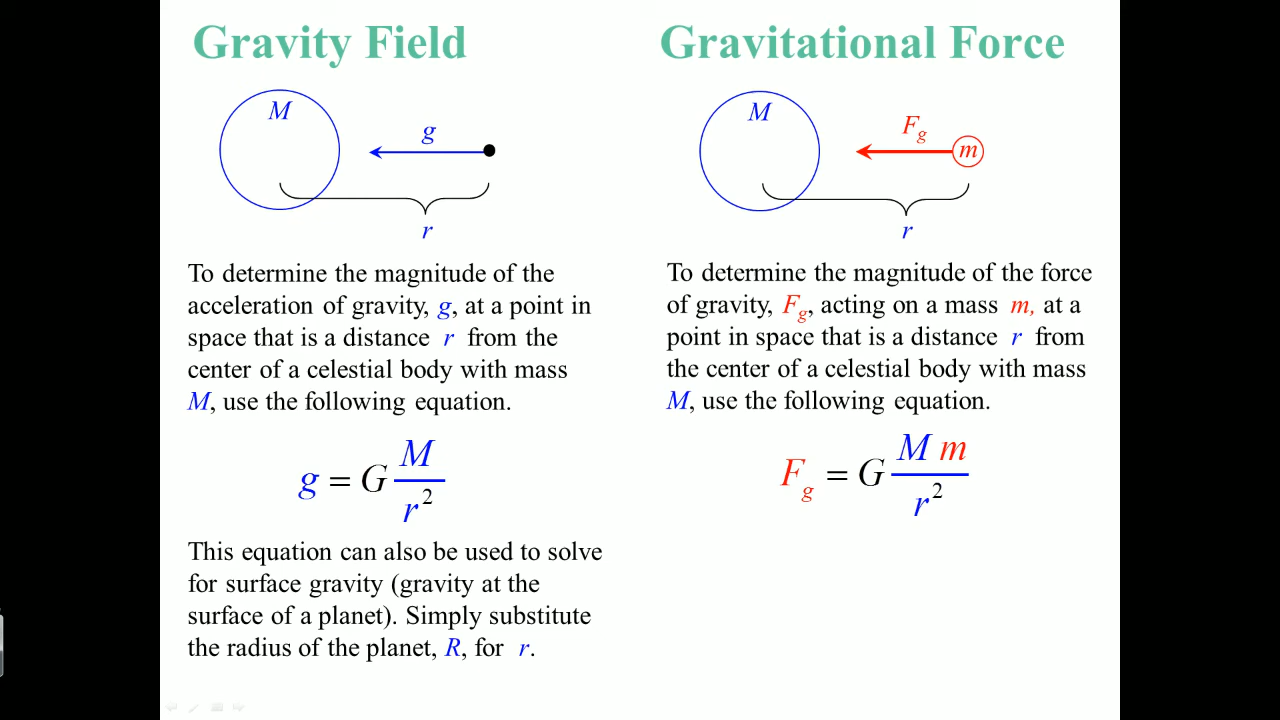 Gravity Field
M
g
r
To determine the magnitude of the
acceleration of gravity, g, at a point in
space that is a distance r from the
center of a celestial body with mass
M, use the following equation.
g = G M / r²
This equation can also be used to solve
for surface gravity (gravity at the
surface of a planet). Simply substitute
the radius of the planet, R, for r.
Gravitational Force
M
F_g
m
r
To determine the magnitude of the force
of gravity, F_g, acting on a mass m, at a
point in space that is a distance r from
the center of a celestial body with mass
M, use the following equation.
F_g = G M m / r²